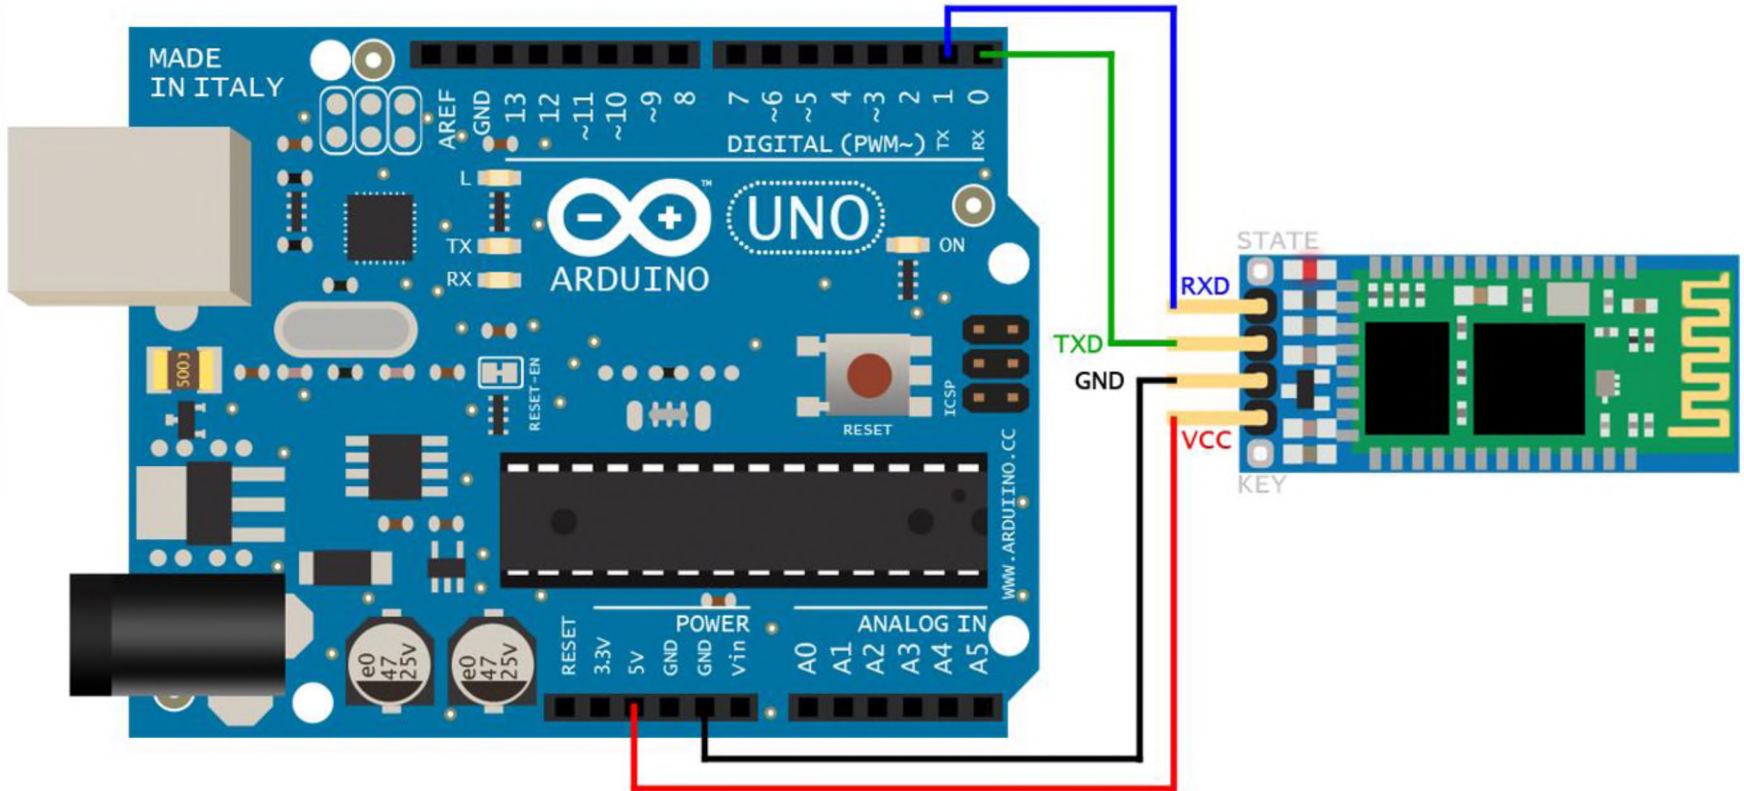 MADE
IN ITALY
AREF
GND
13
12
~11
~10
~9
8
7
~6
~5
4
~3
2
1
0
DIGITAL (PWM~)
TX
RX
L
TX
RX
™
UNO
ARDUINO
ON
STATE
RXD
TXD
GND
VCC
KEY
500J
RESET-EN
RESET
ICSP
WWW.ARDUIINO.CC
POWER
ANALOG IN
RESET
3.3V
5V
GND
GND
Vin
A0
A1
A2
A3
A4
A5
e0
47
25V
e0
47
25V